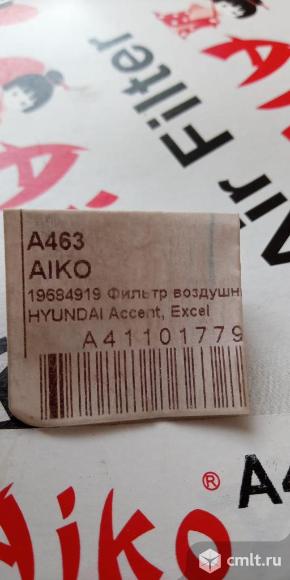 Air Filter
A463
AIKO
19684919 Фильтр воздушн
HYUNDAI Accent, Excel
A41101779
® A4
Aiko
cmlt.ru